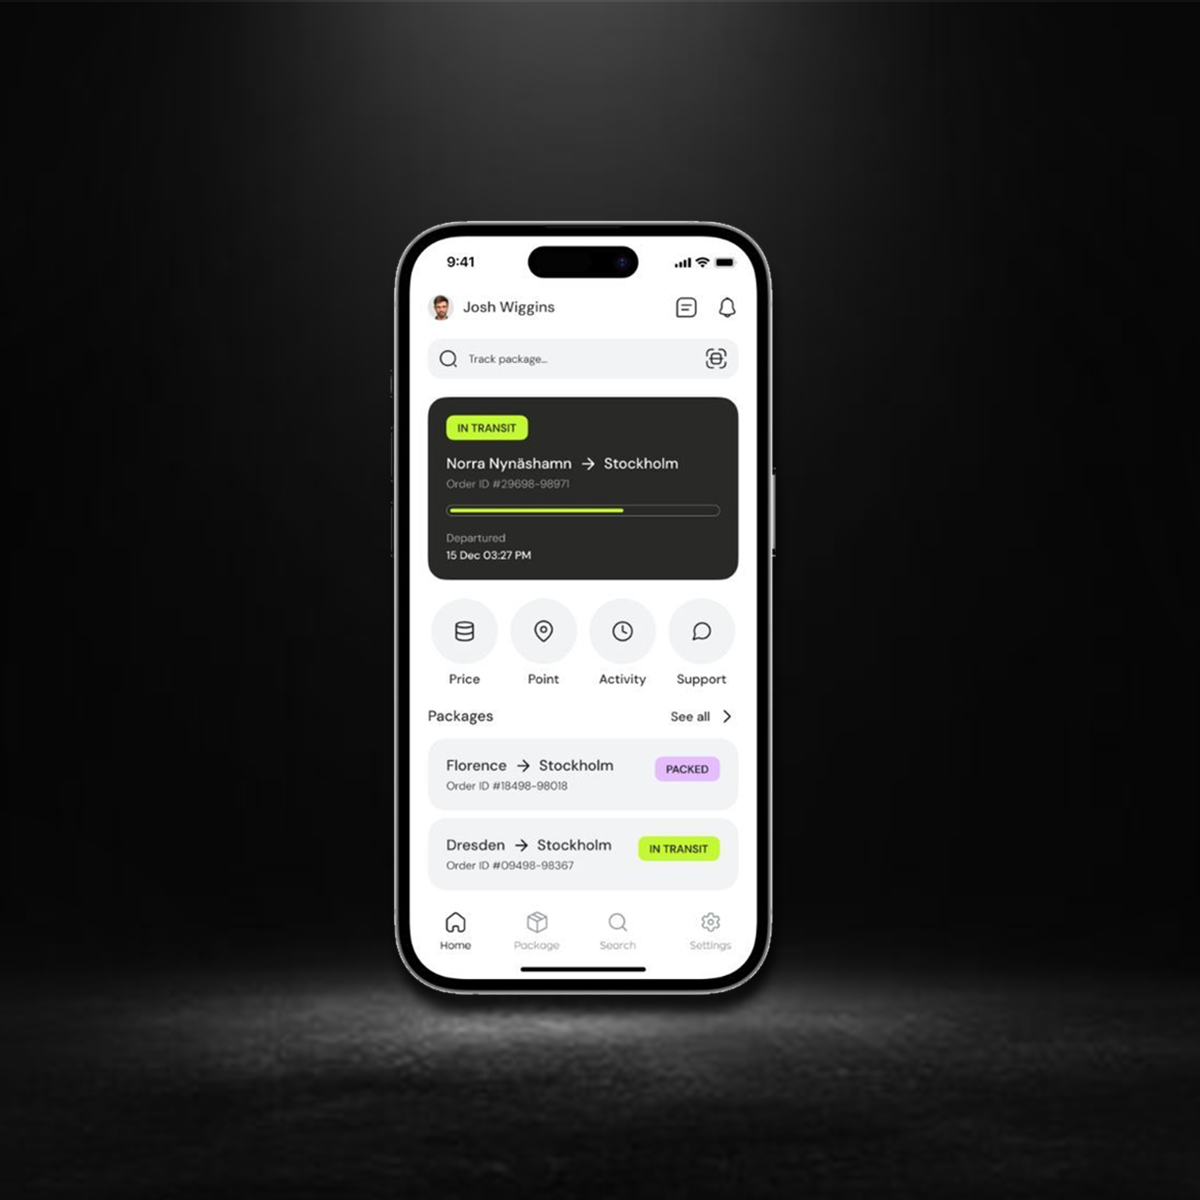 9:41
Josh Wiggins
Track package...
IN TRANSIT
Norra Nynäshamn → Stockholm
Order ID #29698-98971
Departured
15 Dec 03:27 PM
Price Point Activity Support
Packages See all
Florence → Stockholm PACKED
Order ID #18498-98018
Dresden → Stockholm IN TRANSIT
Order ID #09498-98367
Home Package Search Settings